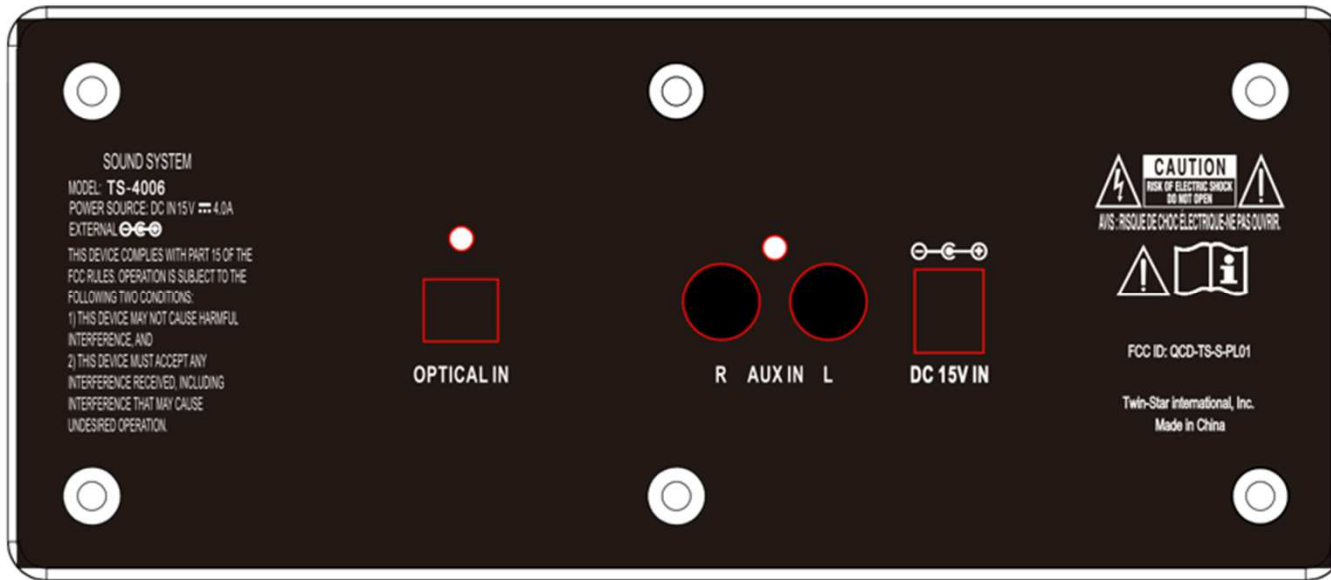 SOUND SYSTEM
MODEL: TS-4006
POWER SOURCE: DC IN 15V 4.0A
EXTERNAL
THIS DEVICE COMPLIES WITH PART 15 OF THE
FCC RULES. OPERATION IS SUBJECT TO THE
FOLLOWING TWO CONDITIONS:
1) THIS DEVICE MAY NOT CAUSE HARMFUL
INTERFERENCE, AND
2) THIS DEVICE MUST ACCEPT ANY
INTERFERENCE RECEIVED, INCLUDING
INTERFERENCE THAT MAY CAUSE
UNDESIRED OPERATION.
OPTICAL IN
R AUX IN L
DC 15V IN
CAUTION
RISK OF ELECTRIC SHOCK
DO NOT OPEN
AVIS : RISQUE DE CHOC ÉLECTRIQUE-NE PAS OUVRIR.
FCC ID: QCD-TS-S-PL01
Twin-Star international, Inc.
Made in China